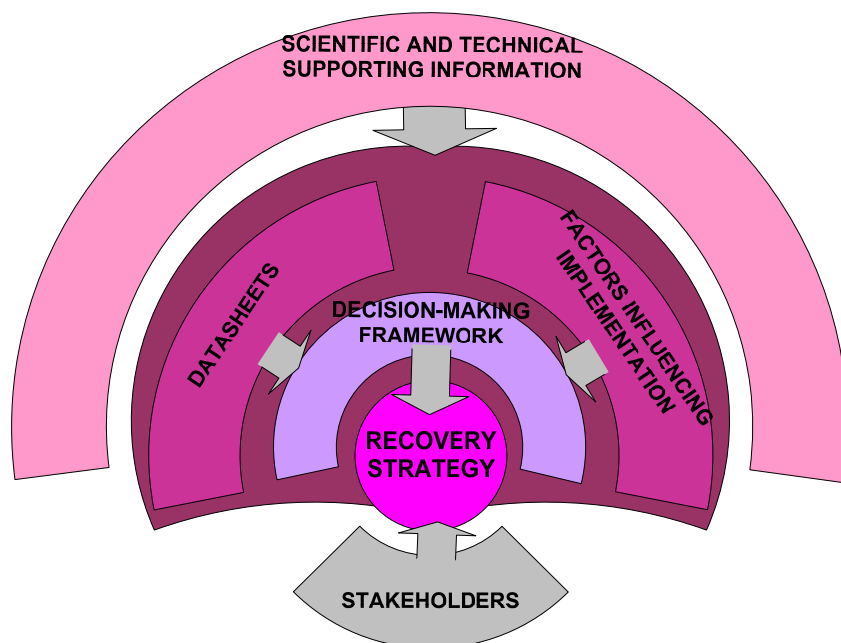 SCIENTIFIC AND TECHNICAL
SUPPORTING INFORMATION
DATASHEETS
FACTORS INFLUENCING
IMPLEMENTATION
DECISION-MAKING
FRAMEWORK
RECOVERY
STRATEGY
STAKEHOLDERS